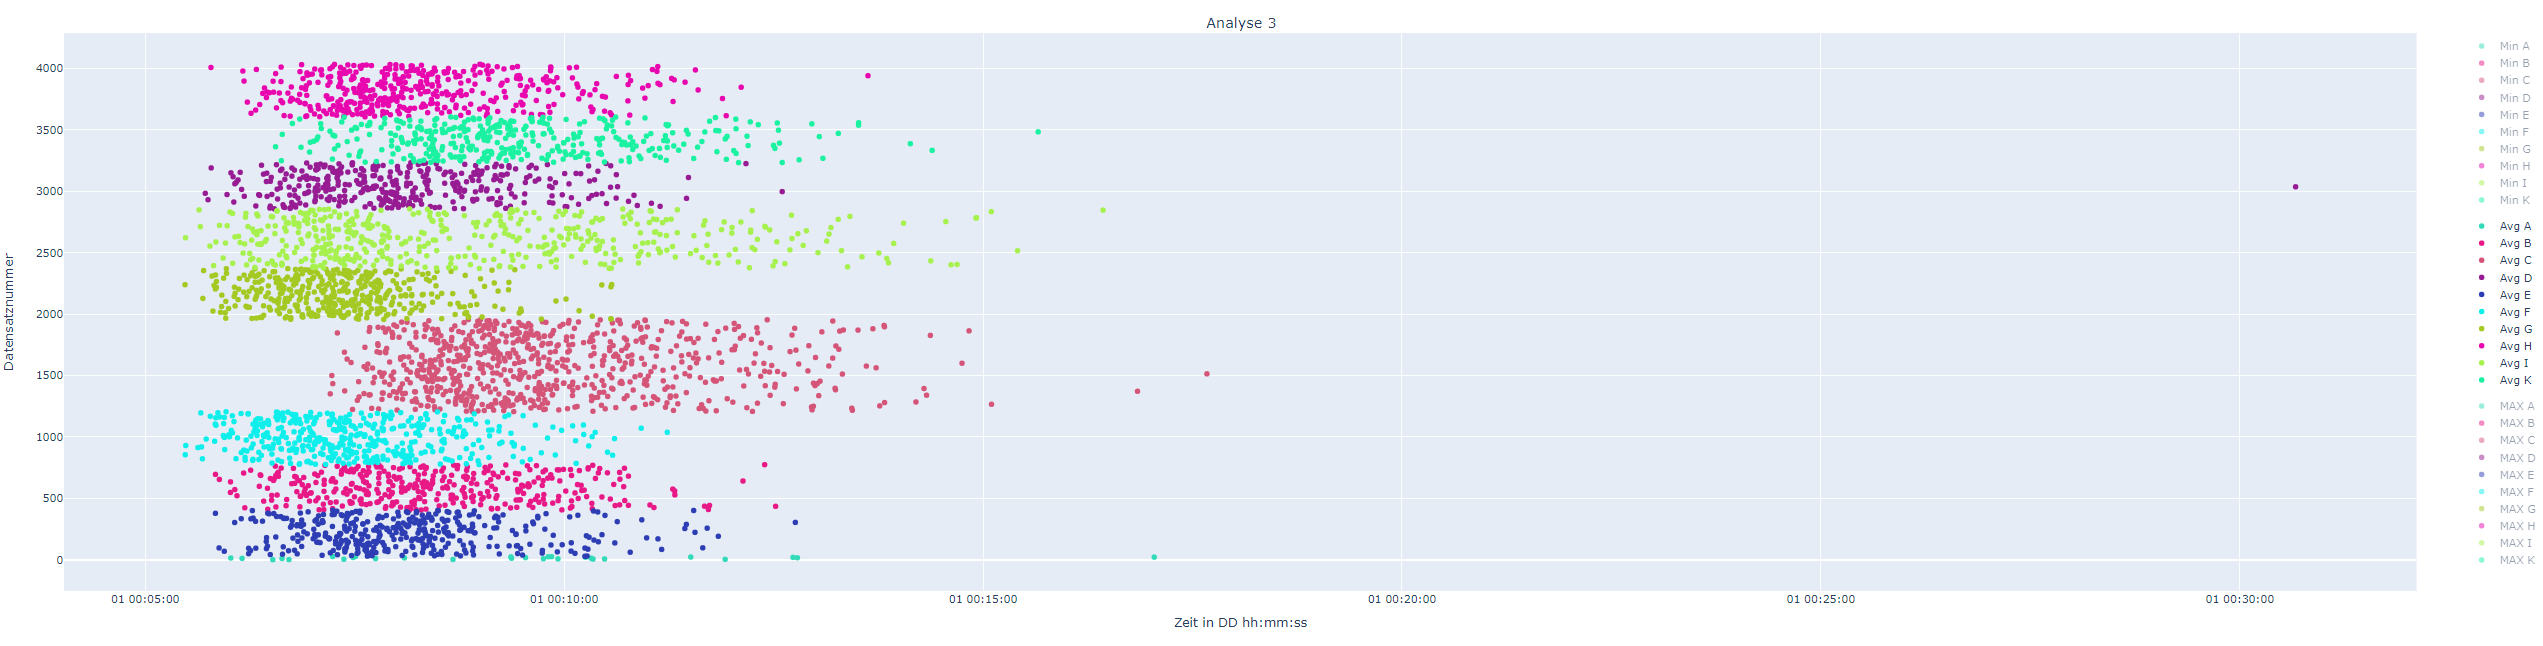 Analyse 3
Datensatznummer
4000
3500
3000
2500
2000
1500
1000
500
0
01 00:05:00
01 00:10:00
01 00:15:00
01 00:20:00
01 00:25:00
01 00:30:00
Zeit in DD hh:mm:ss
Min A
Min B
Min C
Min D
Min E
Min F
Min G
Min H
Min I
Min K
Avg A
Avg B
Avg C
Avg D
Avg E
Avg F
Avg G
Avg H
Avg I
Avg K
MAX A
MAX B
MAX C
MAX D
MAX E
MAX F
MAX G
MAX H
MAX I
MAX K